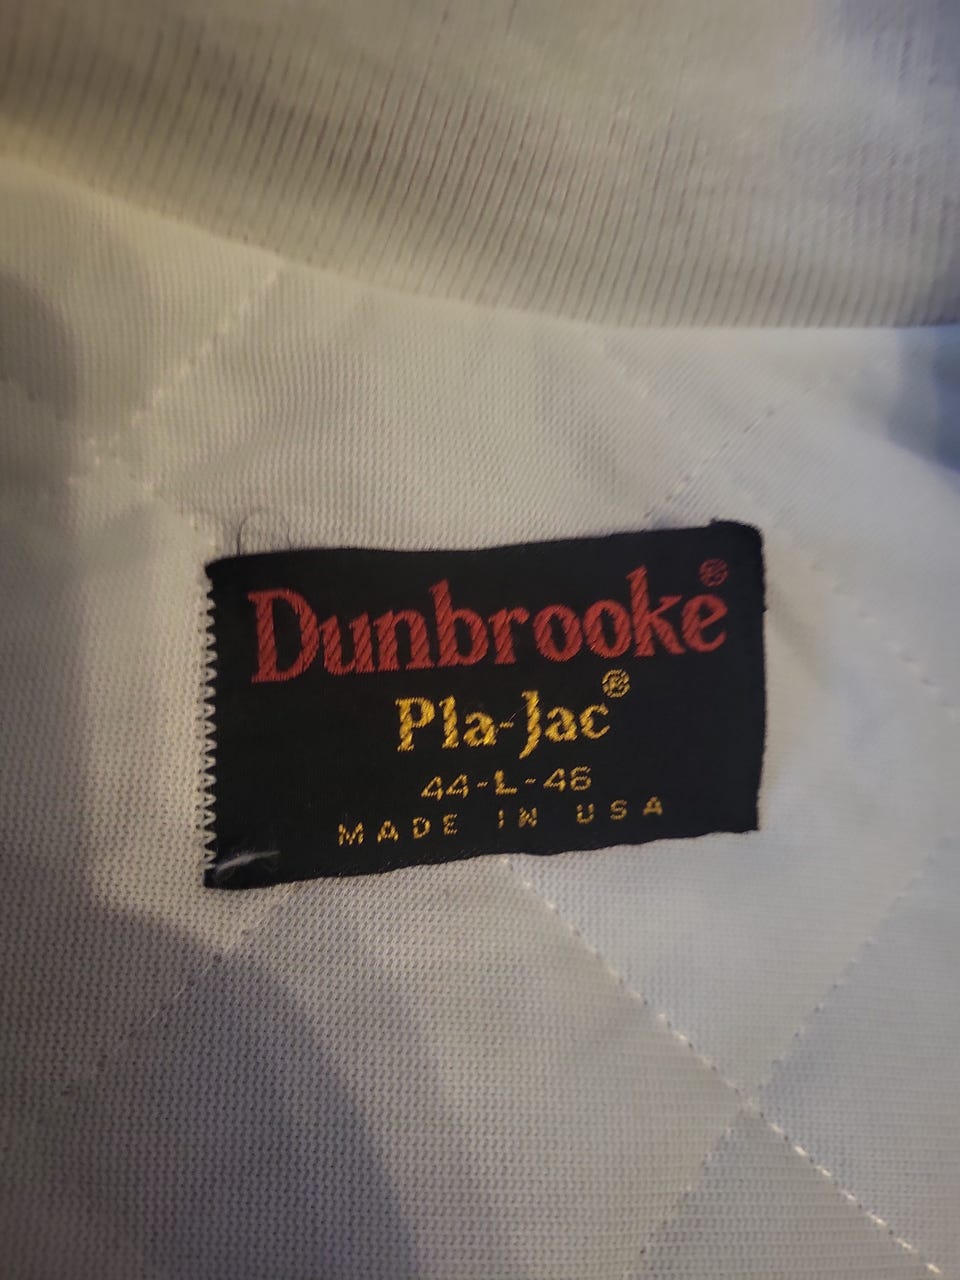 Dunbrooke®
Pla-Jac®
44-L-46
MADE IN USA